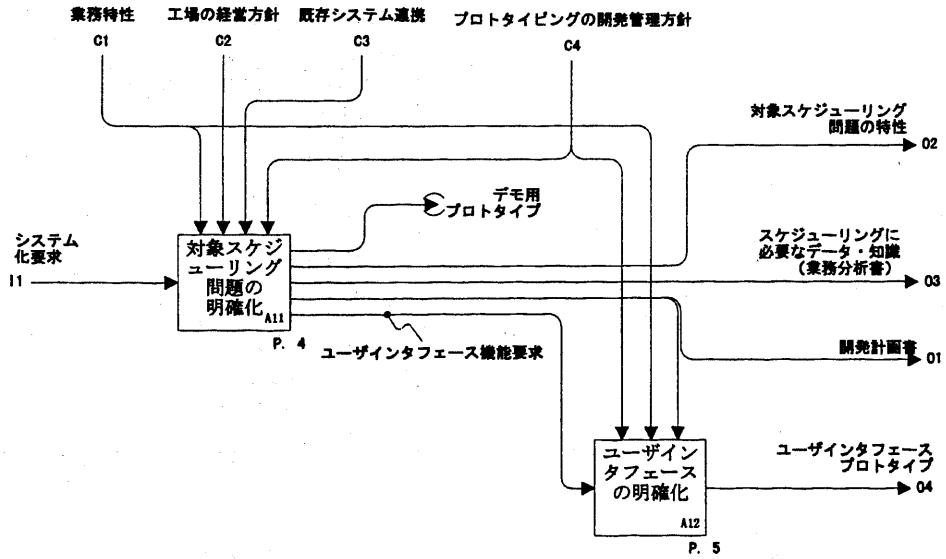 業務特性
工場の経営方針
既存システム連携
プロトタイピングの開発管理方針
C1
C2
C3
C4
対象スケジューリング
問題の特性
O2
デモ用
プロトタイプ
システム
化要求
I1
対象スケジ
ューリング
問題の
明確化
A11
P. 4
スケジューリングに
必要なデータ・知識
(業務分析書)
O3
ユーザインタフェース機能要求
開発計画書
O1
ユーザイン
タフェース
の明確化
A12
P. 5
ユーザインタフェース
プロトタイプ
O4